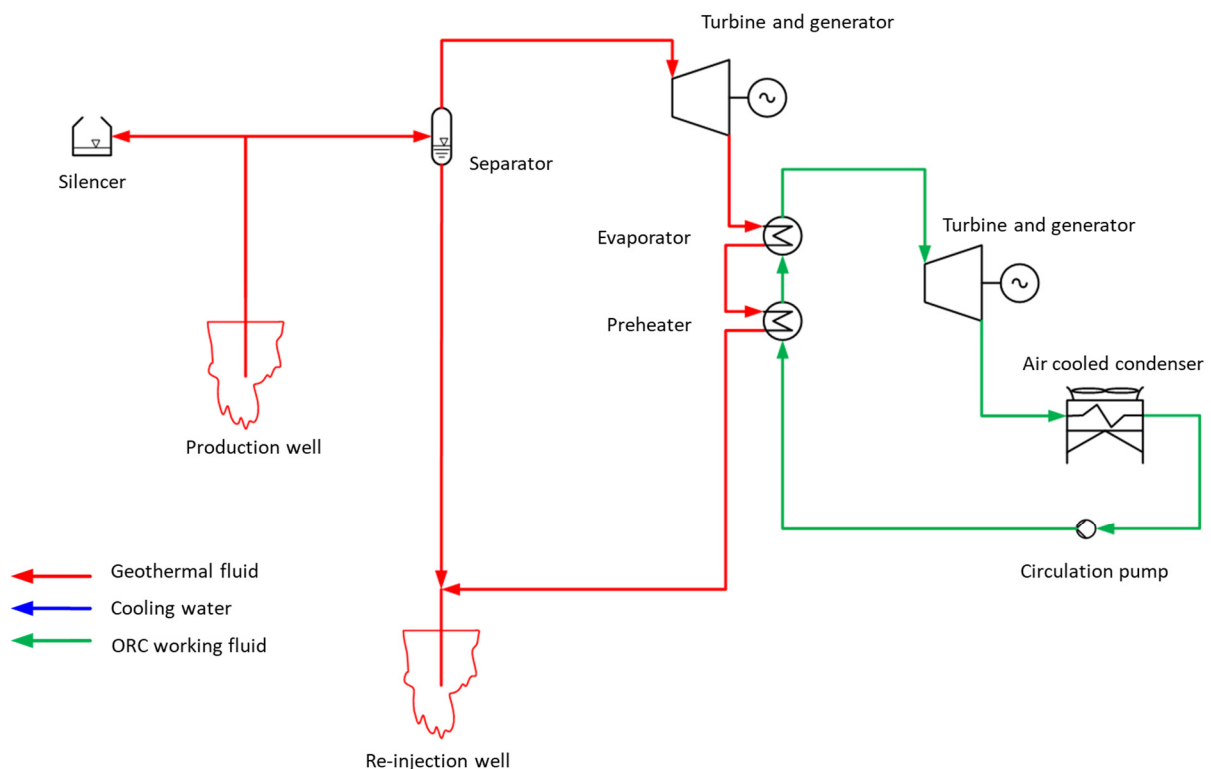 Turbine and generator
Silencer
Separator
Evaporator
Turbine and generator
Preheater
Air cooled condenser
Production well
Geothermal fluid
Cooling water
ORC working fluid
Circulation pump
Re-injection well